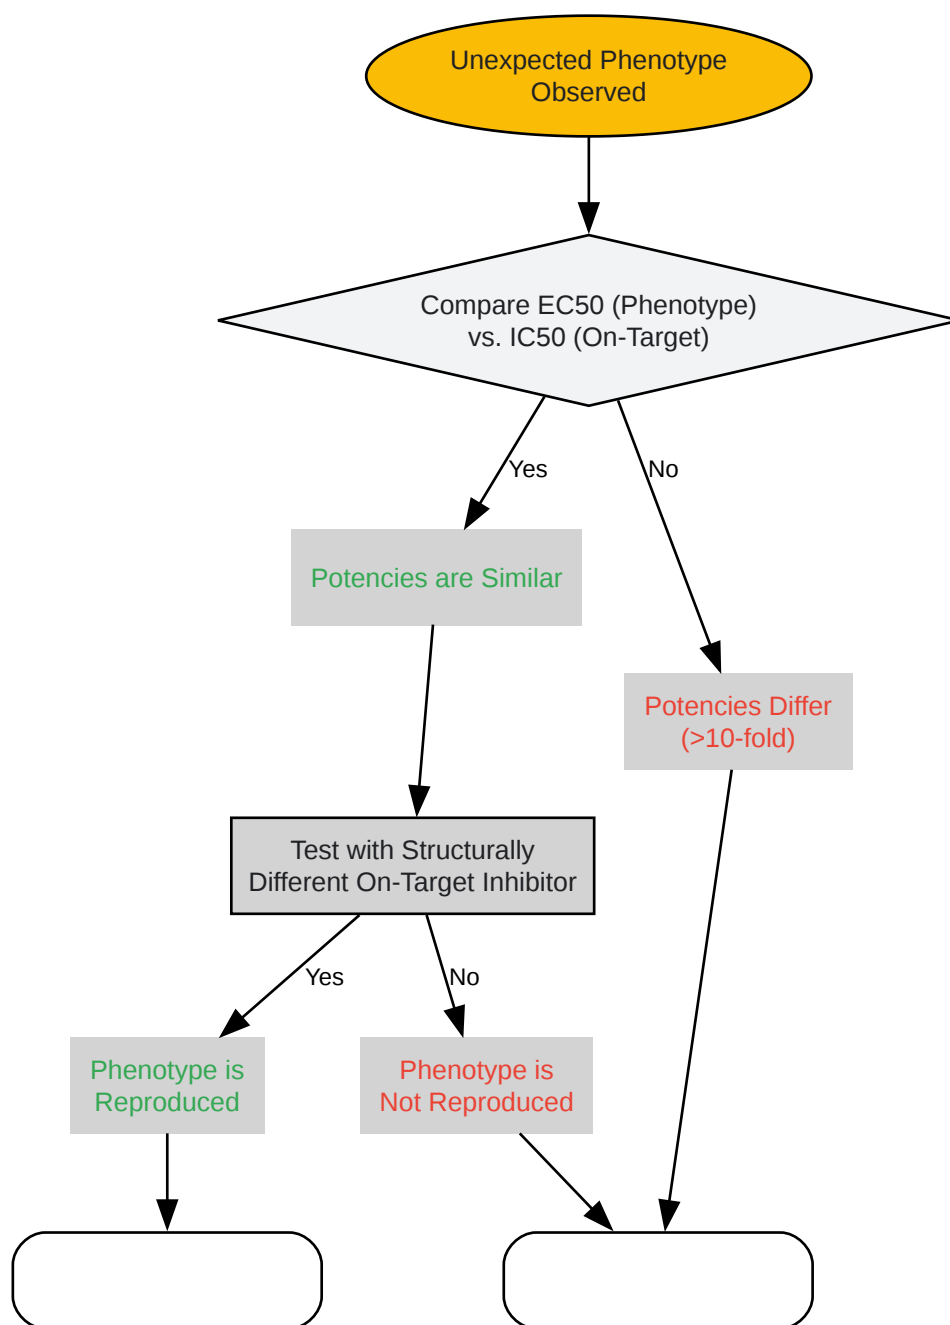 Unexpected Phenotype
Observed
Compare EC50 (Phenotype)
vs. IC50 (On-Target)
Yes
No
Potencies are Similar
Potencies Differ
(>10-fold)
Test with Structurally
Different On-Target Inhibitor
Yes
No
Phenotype is
Reproduced
Phenotype is
Not Reproduced